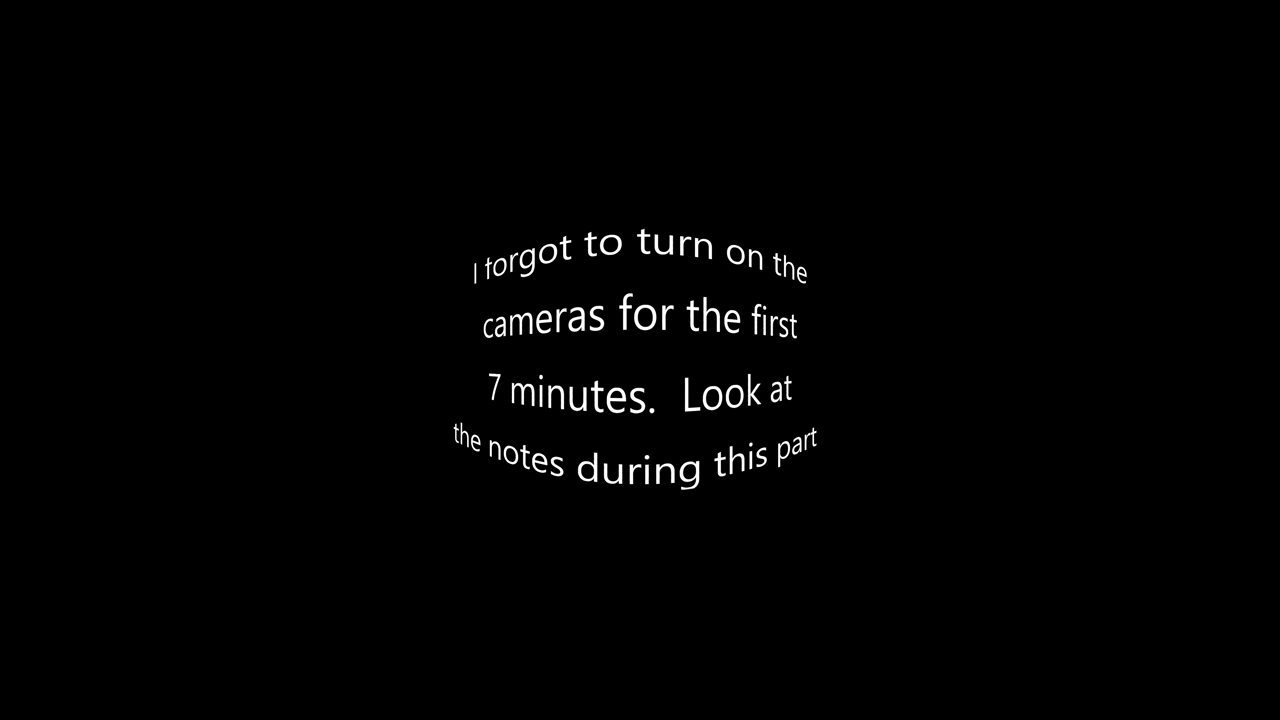 I forgot to turn on the
cameras for the first
7 minutes.  Look at
the notes during this part